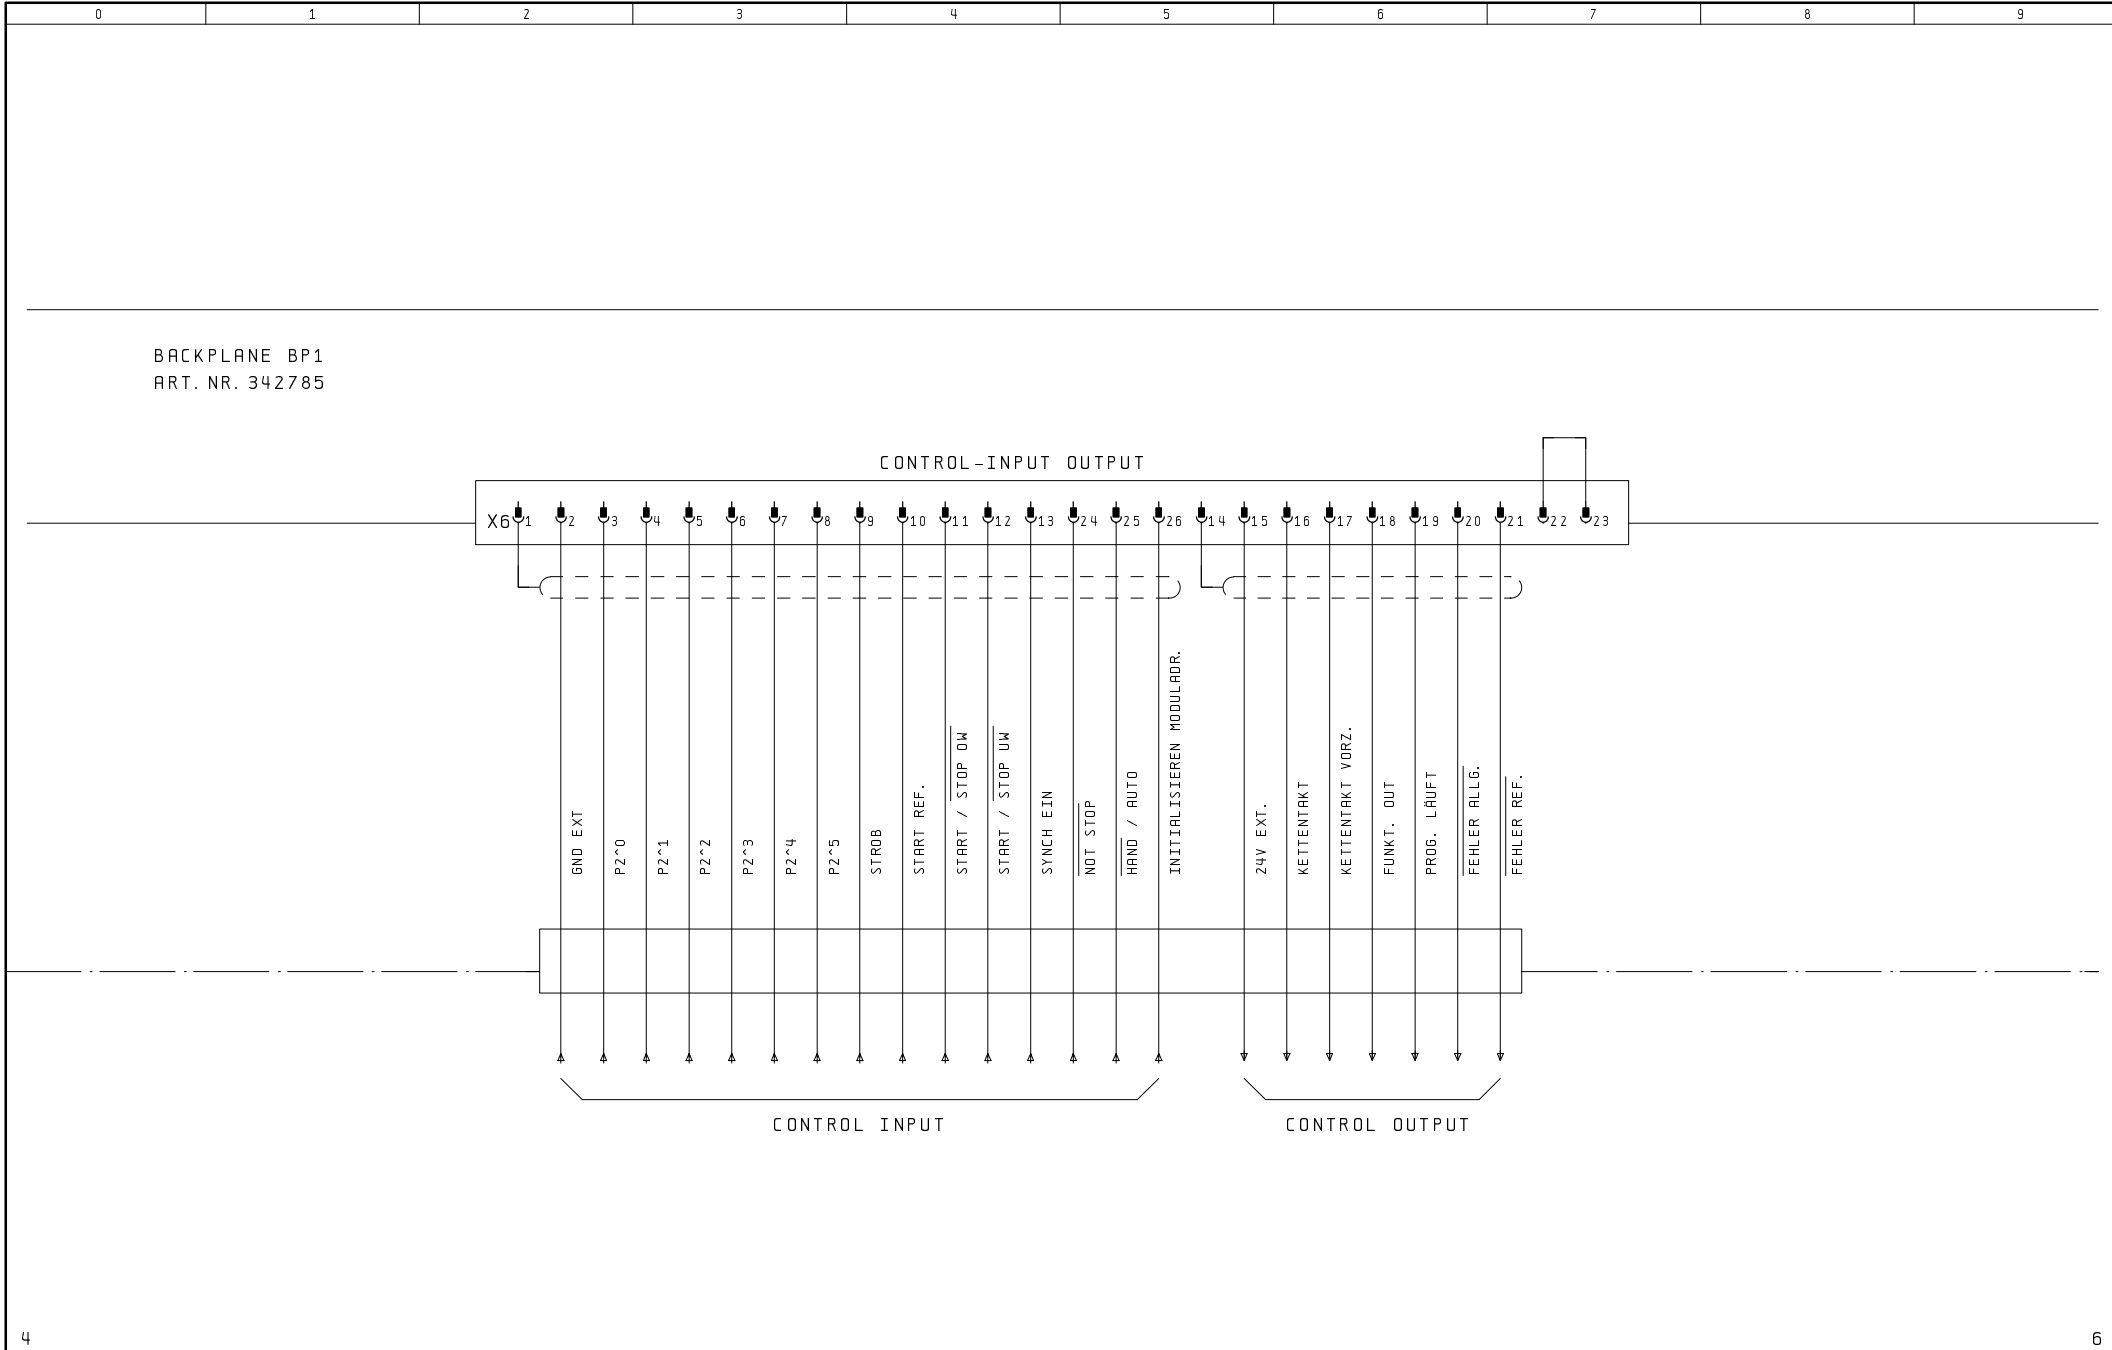 0 1 2 3 4 5 6 7 8 9
BACKPLANE BP1
ART. NR. 342785
CONTROL-INPUT OUTPUT
X6 1 2 3 4 5 6 7 8 9 10 11 12 13 24 25 26 14 15 16 17 18 19 20 21 22 23
GND EXT
P2^0
P2^1
P2^2
P2^3
P2^4
P2^5
STROB
START REF.
START / STOP OW
START / STOP UW
SYNCH EIN
NOT STOP
HAND / AUTO
INITIALISIEREN MODULADR.
24V EXT.
KETTENTAKT
KETTENTAKT VORZ.
FUNKT. OUT
PROG. LÄUFT
FEHLER ALLG.
FEHLER REF.
CONTROL INPUT
CONTROL OUTPUT
4
6